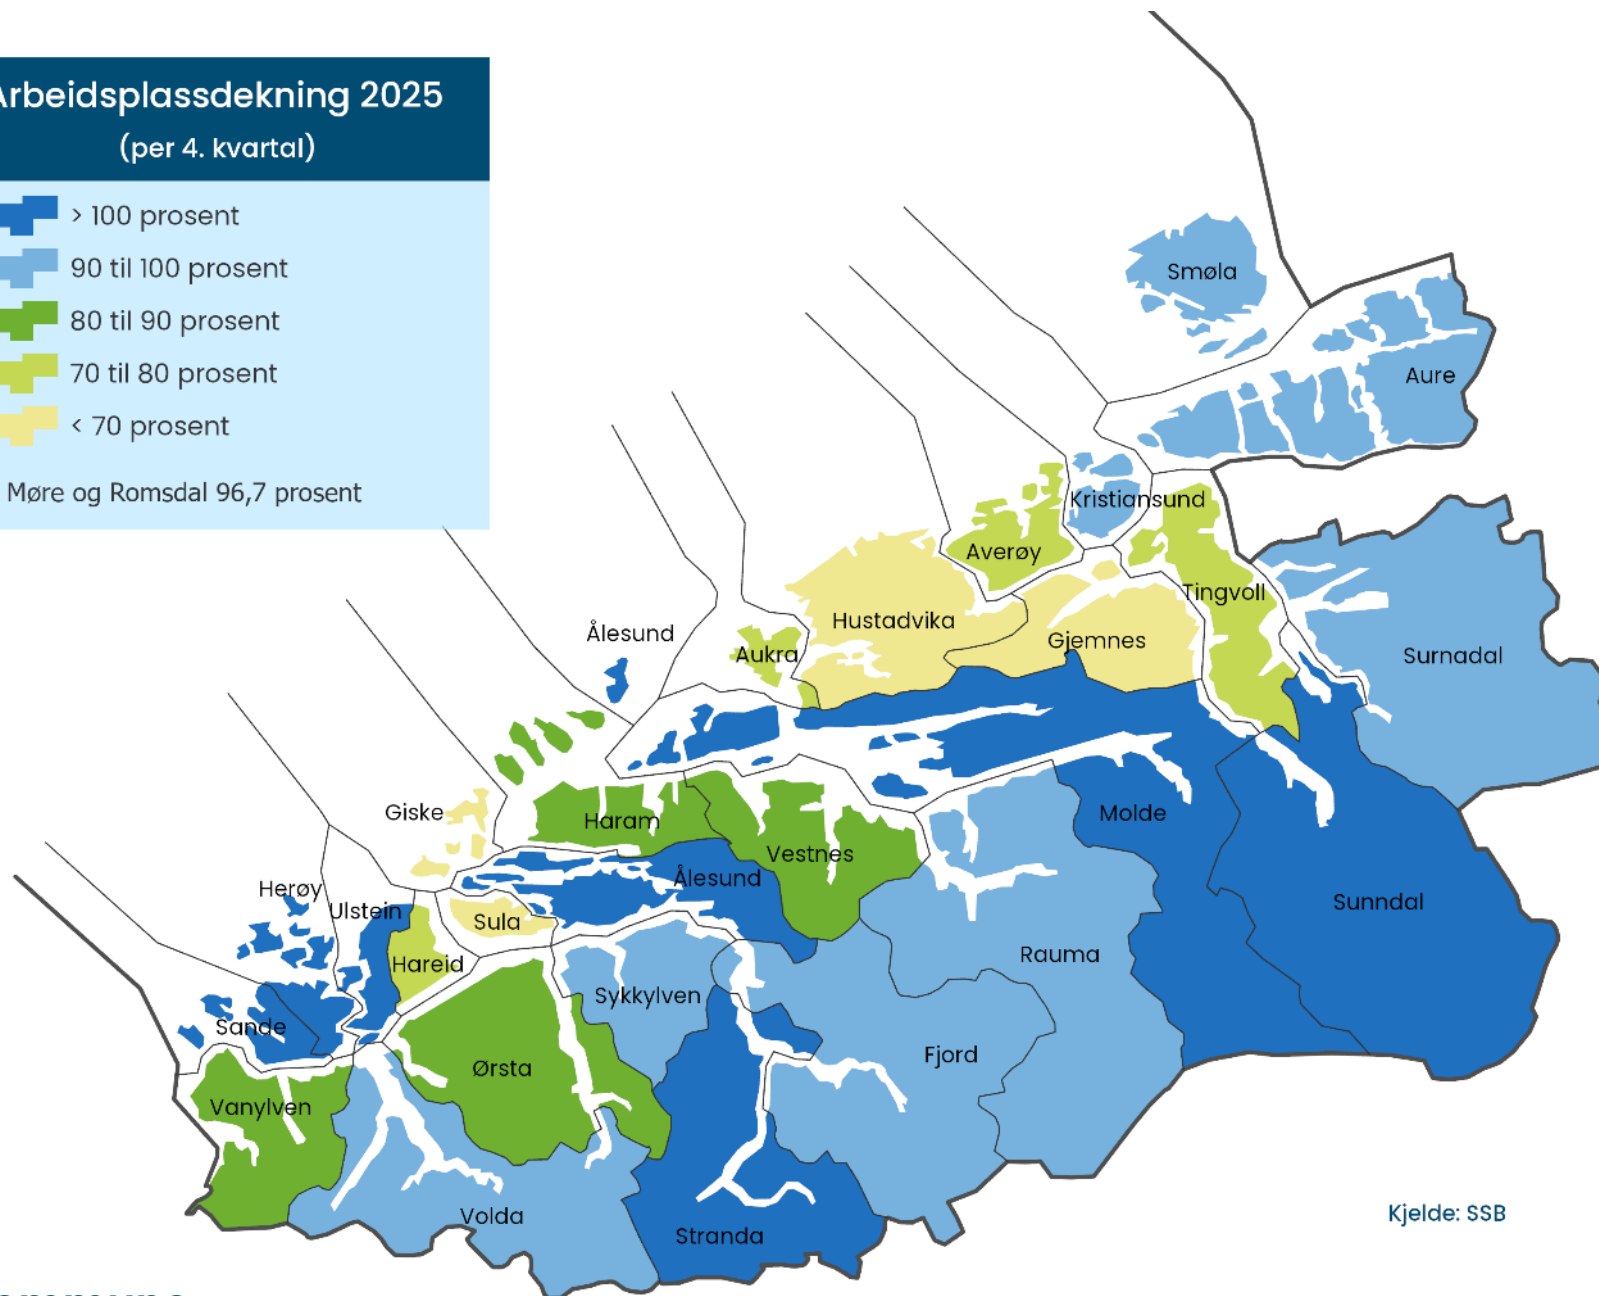 Arbeidsplassdekning 2025
(per 4. kvartal)
> 100 prosent
90 til 100 prosent
80 til 90 prosent
70 til 80 prosent
< 70 prosent
Møre og Romsdal 96,7 prosent
Smøla
Aure
Kristiansund
Averøy
Tingvoll
Hustadvika
Ålesund
Gjemnes
Aukra
Surnadal
Giske
Haram
Molde
Vestnes
Ålesund
Herøy
Ulstein
Sula
Sunndal
Hareid
Rauma
Sykkylven
Sande
Fjord
Ørsta
Vanylven
Volda
Stranda
Kjelde: SSB